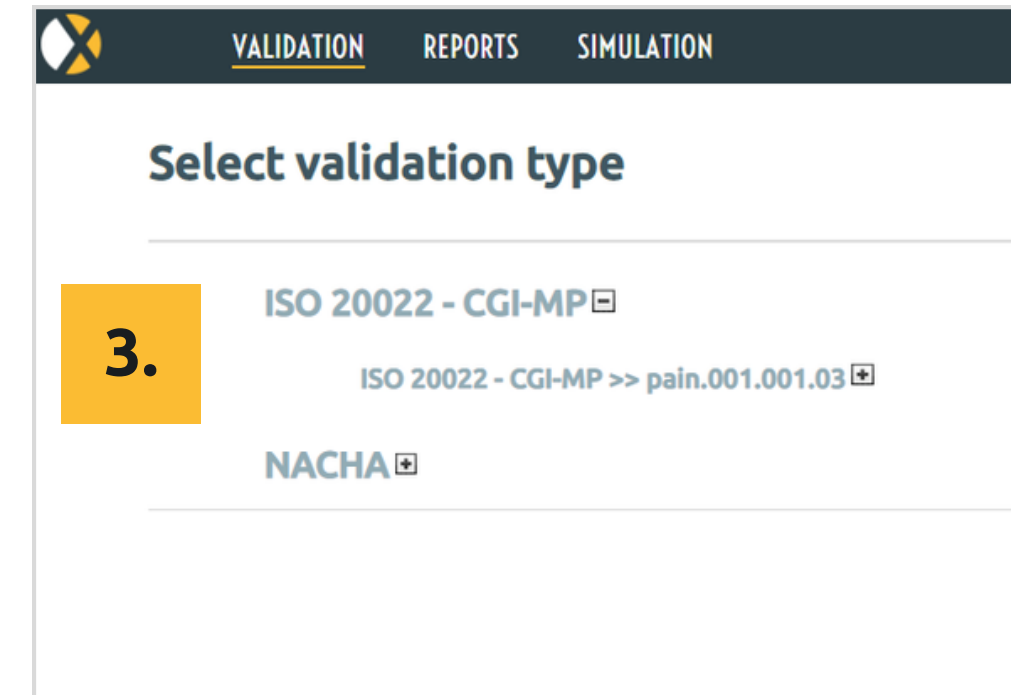 VALIDATION REPORTS SIMULATION
Select validation type
3.
ISO 20022 - CGI-MP
ISO 20022 - CGI-MP >> pain.001.001.03
NACHA